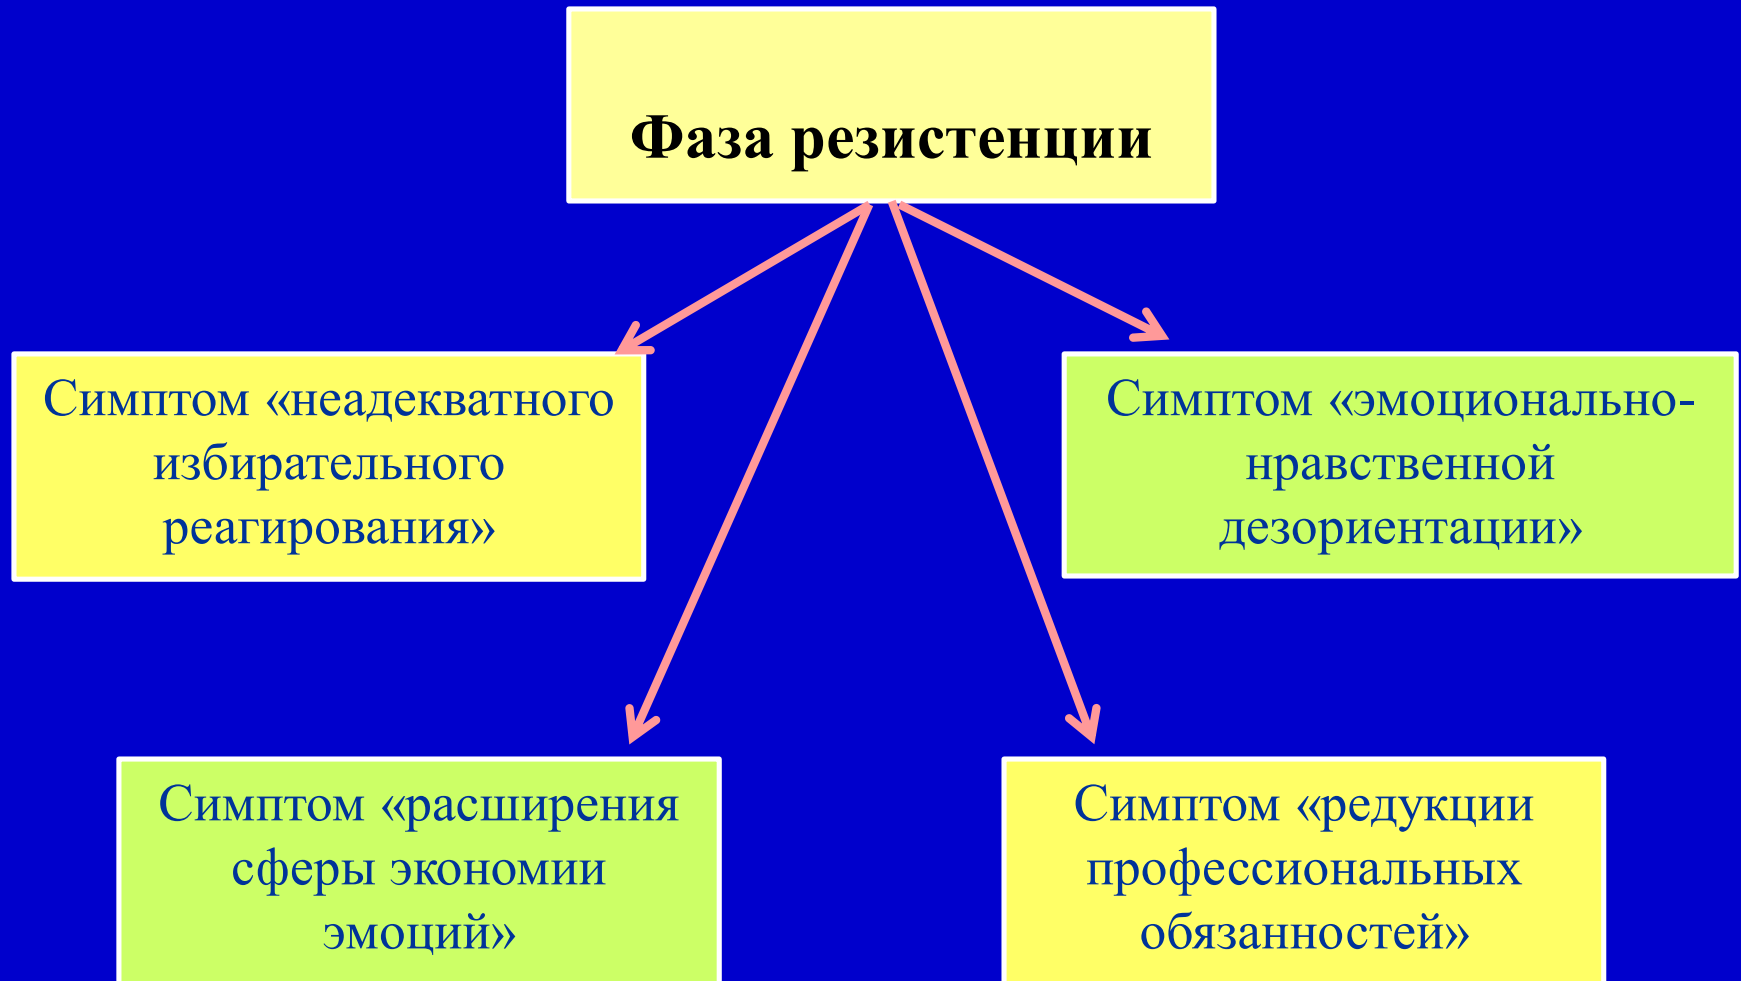 Фаза резистенции
Симптом «неадекватного
избирательного
реагирования»
Симптом «эмоционально-
нравственной
дезориентации»
Симптом «расширения
сферы экономии
эмоций»
Симптом «редукции
профессиональных
обязанностей»